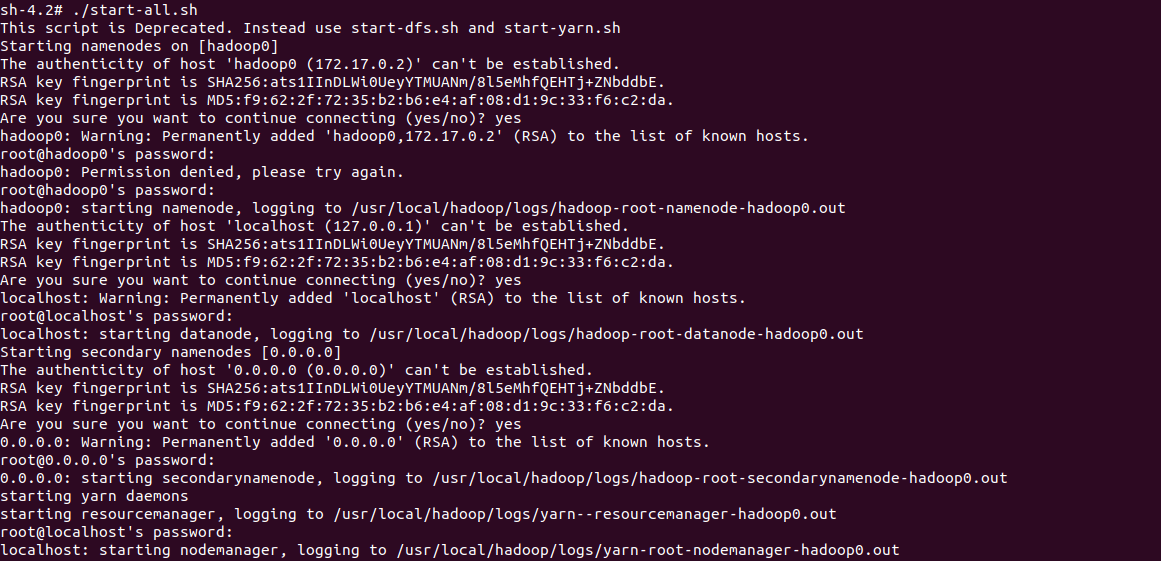 sh-4.2# ./start-all.sh
This script is Deprecated. Instead use start-dfs.sh and start-yarn.sh
Starting namenodes on [hadoop0]
The authenticity of host 'hadoop0 (172.17.0.2)' can't be established.
RSA key fingerprint is SHA256:ats1IInDLWi0UeyYTMUANm/8l5eMhfQEHTj+ZNbddbE.
RSA key fingerprint is MD5:f9:62:2f:72:35:b2:b6:e4:af:08:d1:9c:33:f6:c2:da.
Are you sure you want to continue connecting (yes/no)? yes
hadoop0: Warning: Permanently added 'hadoop0,172.17.0.2' (RSA) to the list of known hosts.
root@hadoop0's password:
hadoop0: Permission denied, please try again.
root@hadoop0's password:
hadoop0: starting namenode, logging to /usr/local/hadoop/logs/hadoop-root-namenode-hadoop0.out
The authenticity of host 'localhost (127.0.0.1)' can't be established.
RSA key fingerprint is SHA256:ats1IInDLWi0UeyYTMUANm/8l5eMhfQEHTj+ZNbddbE.
RSA key fingerprint is MD5:f9:62:2f:72:35:b2:b6:e4:af:08:d1:9c:33:f6:c2:da.
Are you sure you want to continue connecting (yes/no)? yes
localhost: Warning: Permanently added 'localhost' (RSA) to the list of known hosts.
root@localhost's password:
localhost: starting datanode, logging to /usr/local/hadoop/logs/hadoop-root-datanode-hadoop0.out
Starting secondary namenodes [0.0.0.0]
The authenticity of host '0.0.0.0 (0.0.0.0)' can't be established.
RSA key fingerprint is SHA256:ats1IInDLWi0UeyYTMUANm/8l5eMhfQEHTj+ZNbddbE.
RSA key fingerprint is MD5:f9:62:2f:72:35:b2:b6:e4:af:08:d1:9c:33:f6:c2:da.
Are you sure you want to continue connecting (yes/no)? yes
0.0.0.0: Warning: Permanently added '0.0.0.0' (RSA) to the list of known hosts.
root@0.0.0.0's password:
0.0.0.0: starting secondarynamenode, logging to /usr/local/hadoop/logs/hadoop-root-secondarynamenode-hadoop0.out
starting yarn daemons
starting resourcemanager, logging to /usr/local/hadoop/logs/yarn--resourcemanager-hadoop0.out
root@localhost's password:
localhost: starting nodemanager, logging to /usr/local/hadoop/logs/yarn-root-nodemanager-hadoop0.out